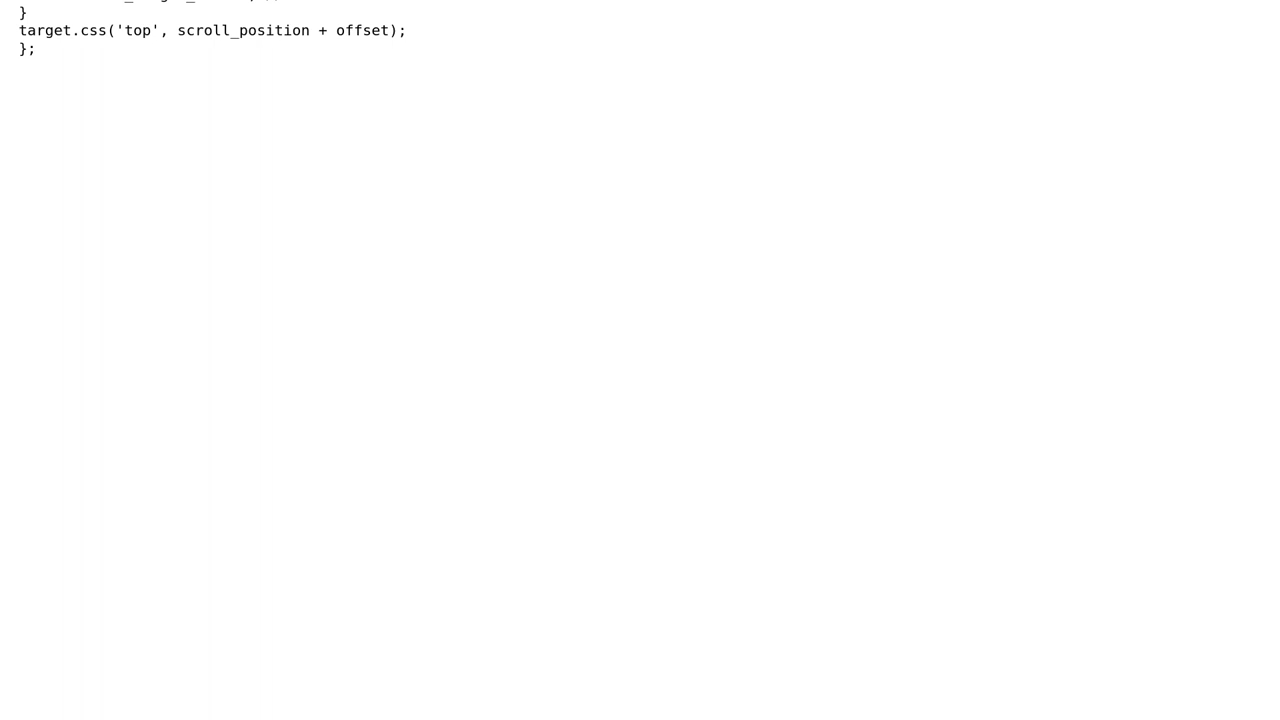 }
target.css('top', scroll_position + offset);
};